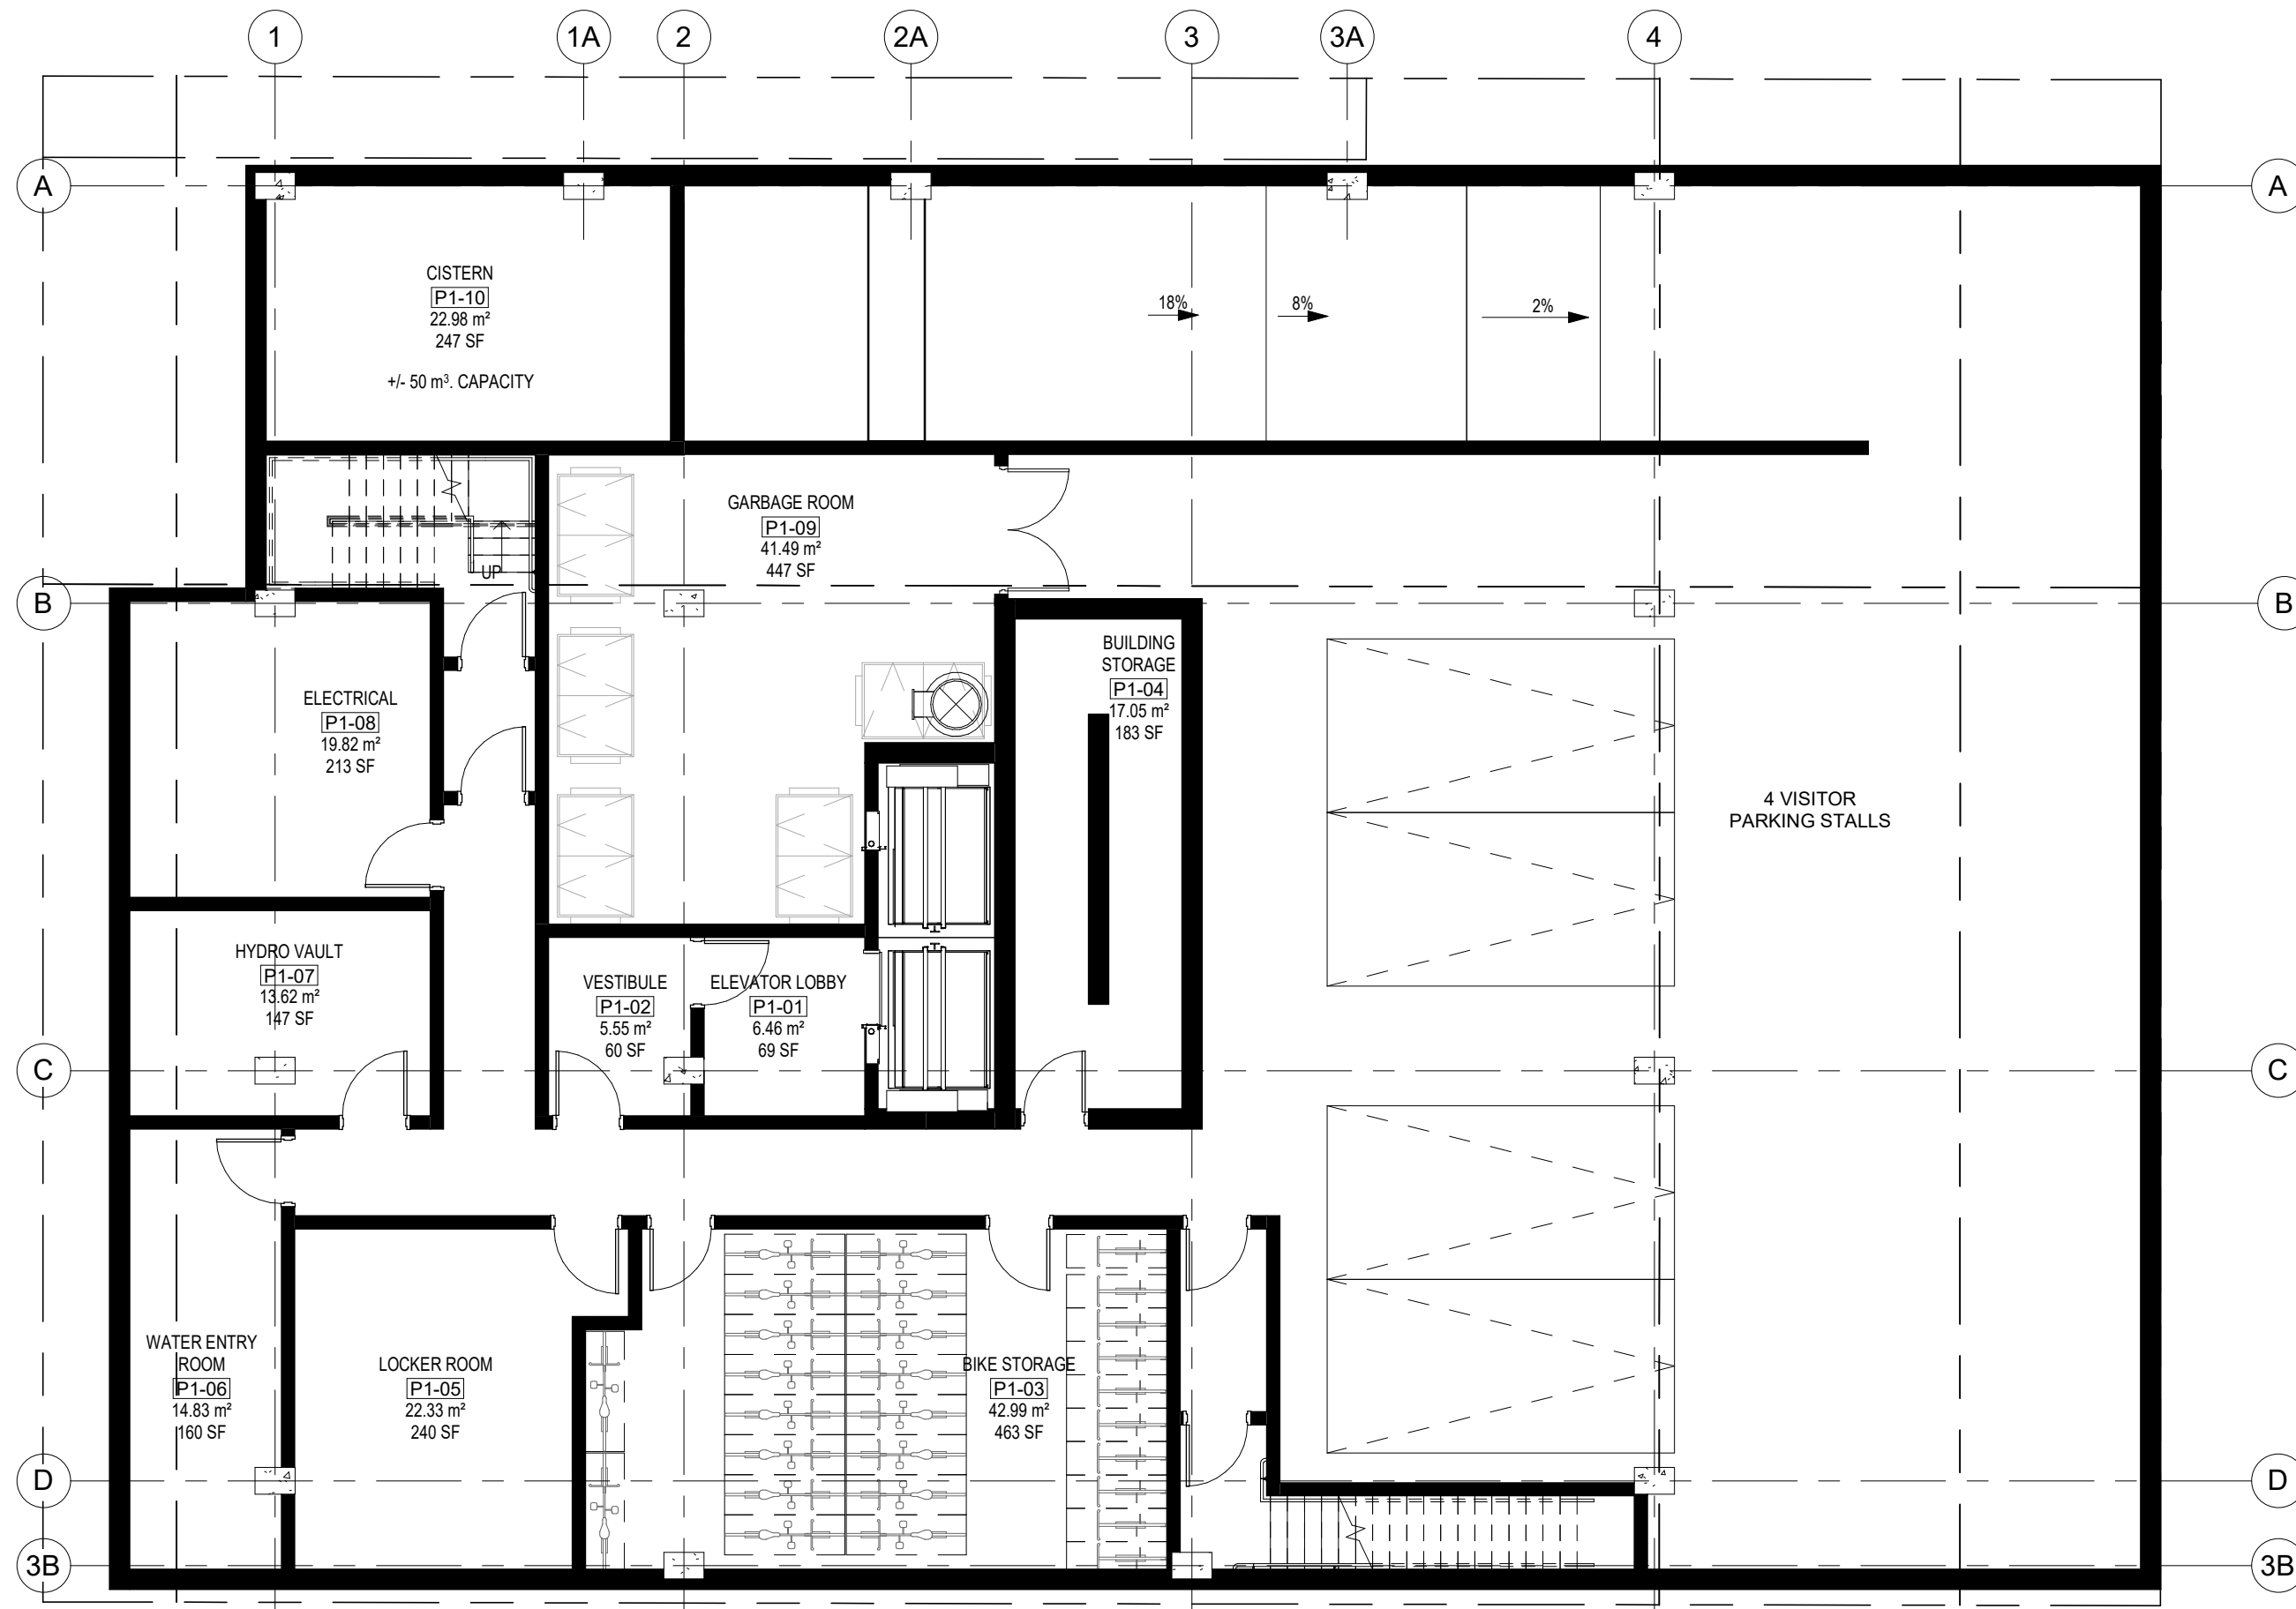 1
1A
2
2A
3
3A
4
A
A
CISTERN
P1-10
22.98 m²
247 SF
+/- 50 m³. CAPACITY
18%
8%
2%
GARBAGE ROOM
P1-09
41.49 m²
447 SF
UP
B
B
BUILDING
STORAGE
P1-04
17.05 m²
183 SF
ELECTRICAL
P1-08
19.82 m²
213 SF
4 VISITOR
PARKING STALLS
HYDRO VAULT
P1-07
13.62 m²
147 SF
VESTIBULE
P1-02
5.55 m²
60 SF
ELEVATOR LOBBY
P1-01
6.46 m²
69 SF
C
C
WATER ENTRY
ROOM
P1-06
14.83 m²
160 SF
LOCKER ROOM
P1-05
22.33 m²
240 SF
BIKE STORAGE
P1-03
42.99 m²
463 SF
D
D
3B
3B